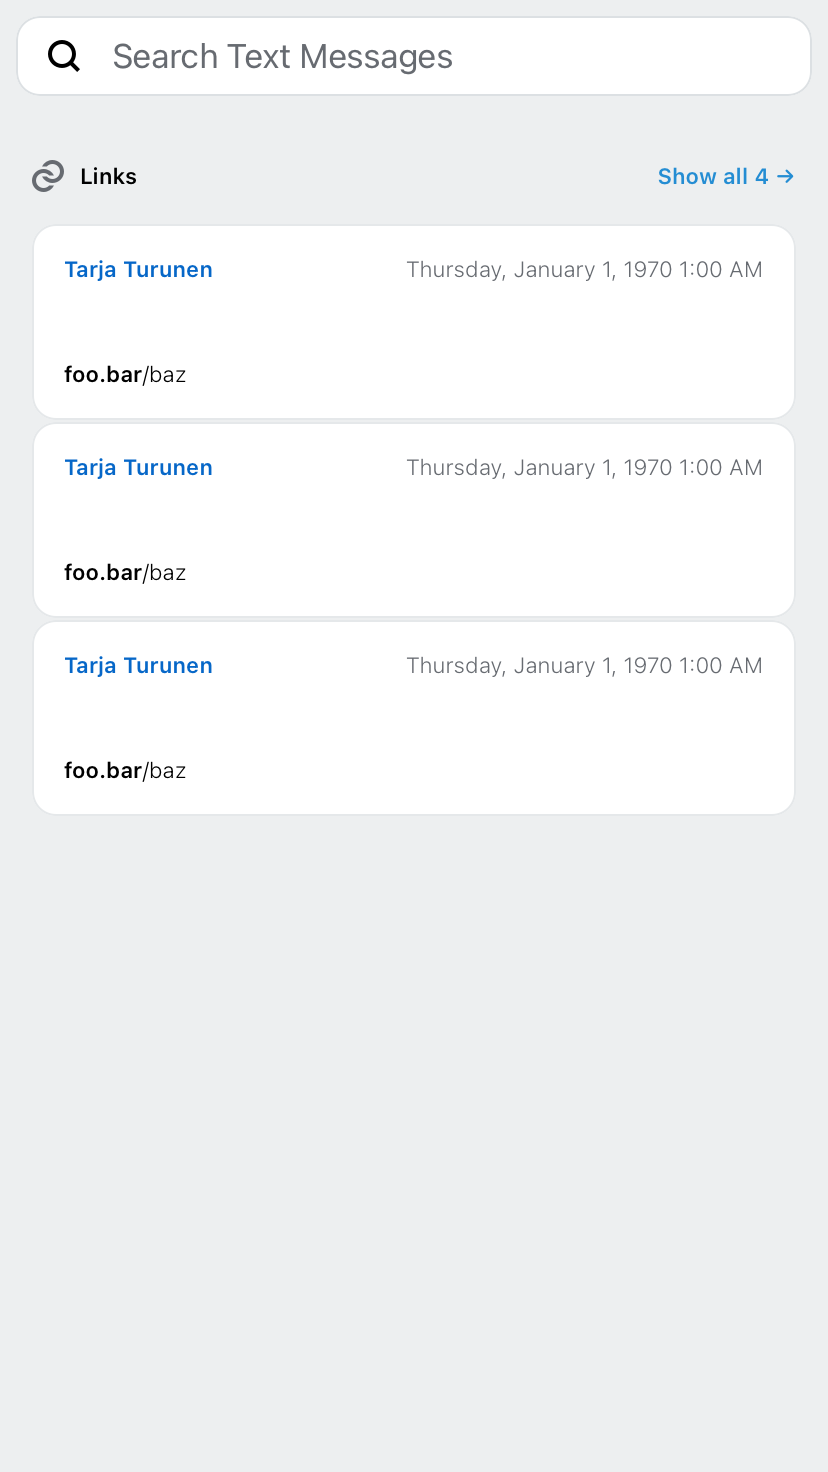 Search Text Messages
Links
Show all 4 →
Tarja Turunen
Thursday, January 1, 1970 1:00 AM
foo.bar/baz
Tarja Turunen
Thursday, January 1, 1970 1:00 AM
foo.bar/baz
Tarja Turunen
Thursday, January 1, 1970 1:00 AM
foo.bar/baz